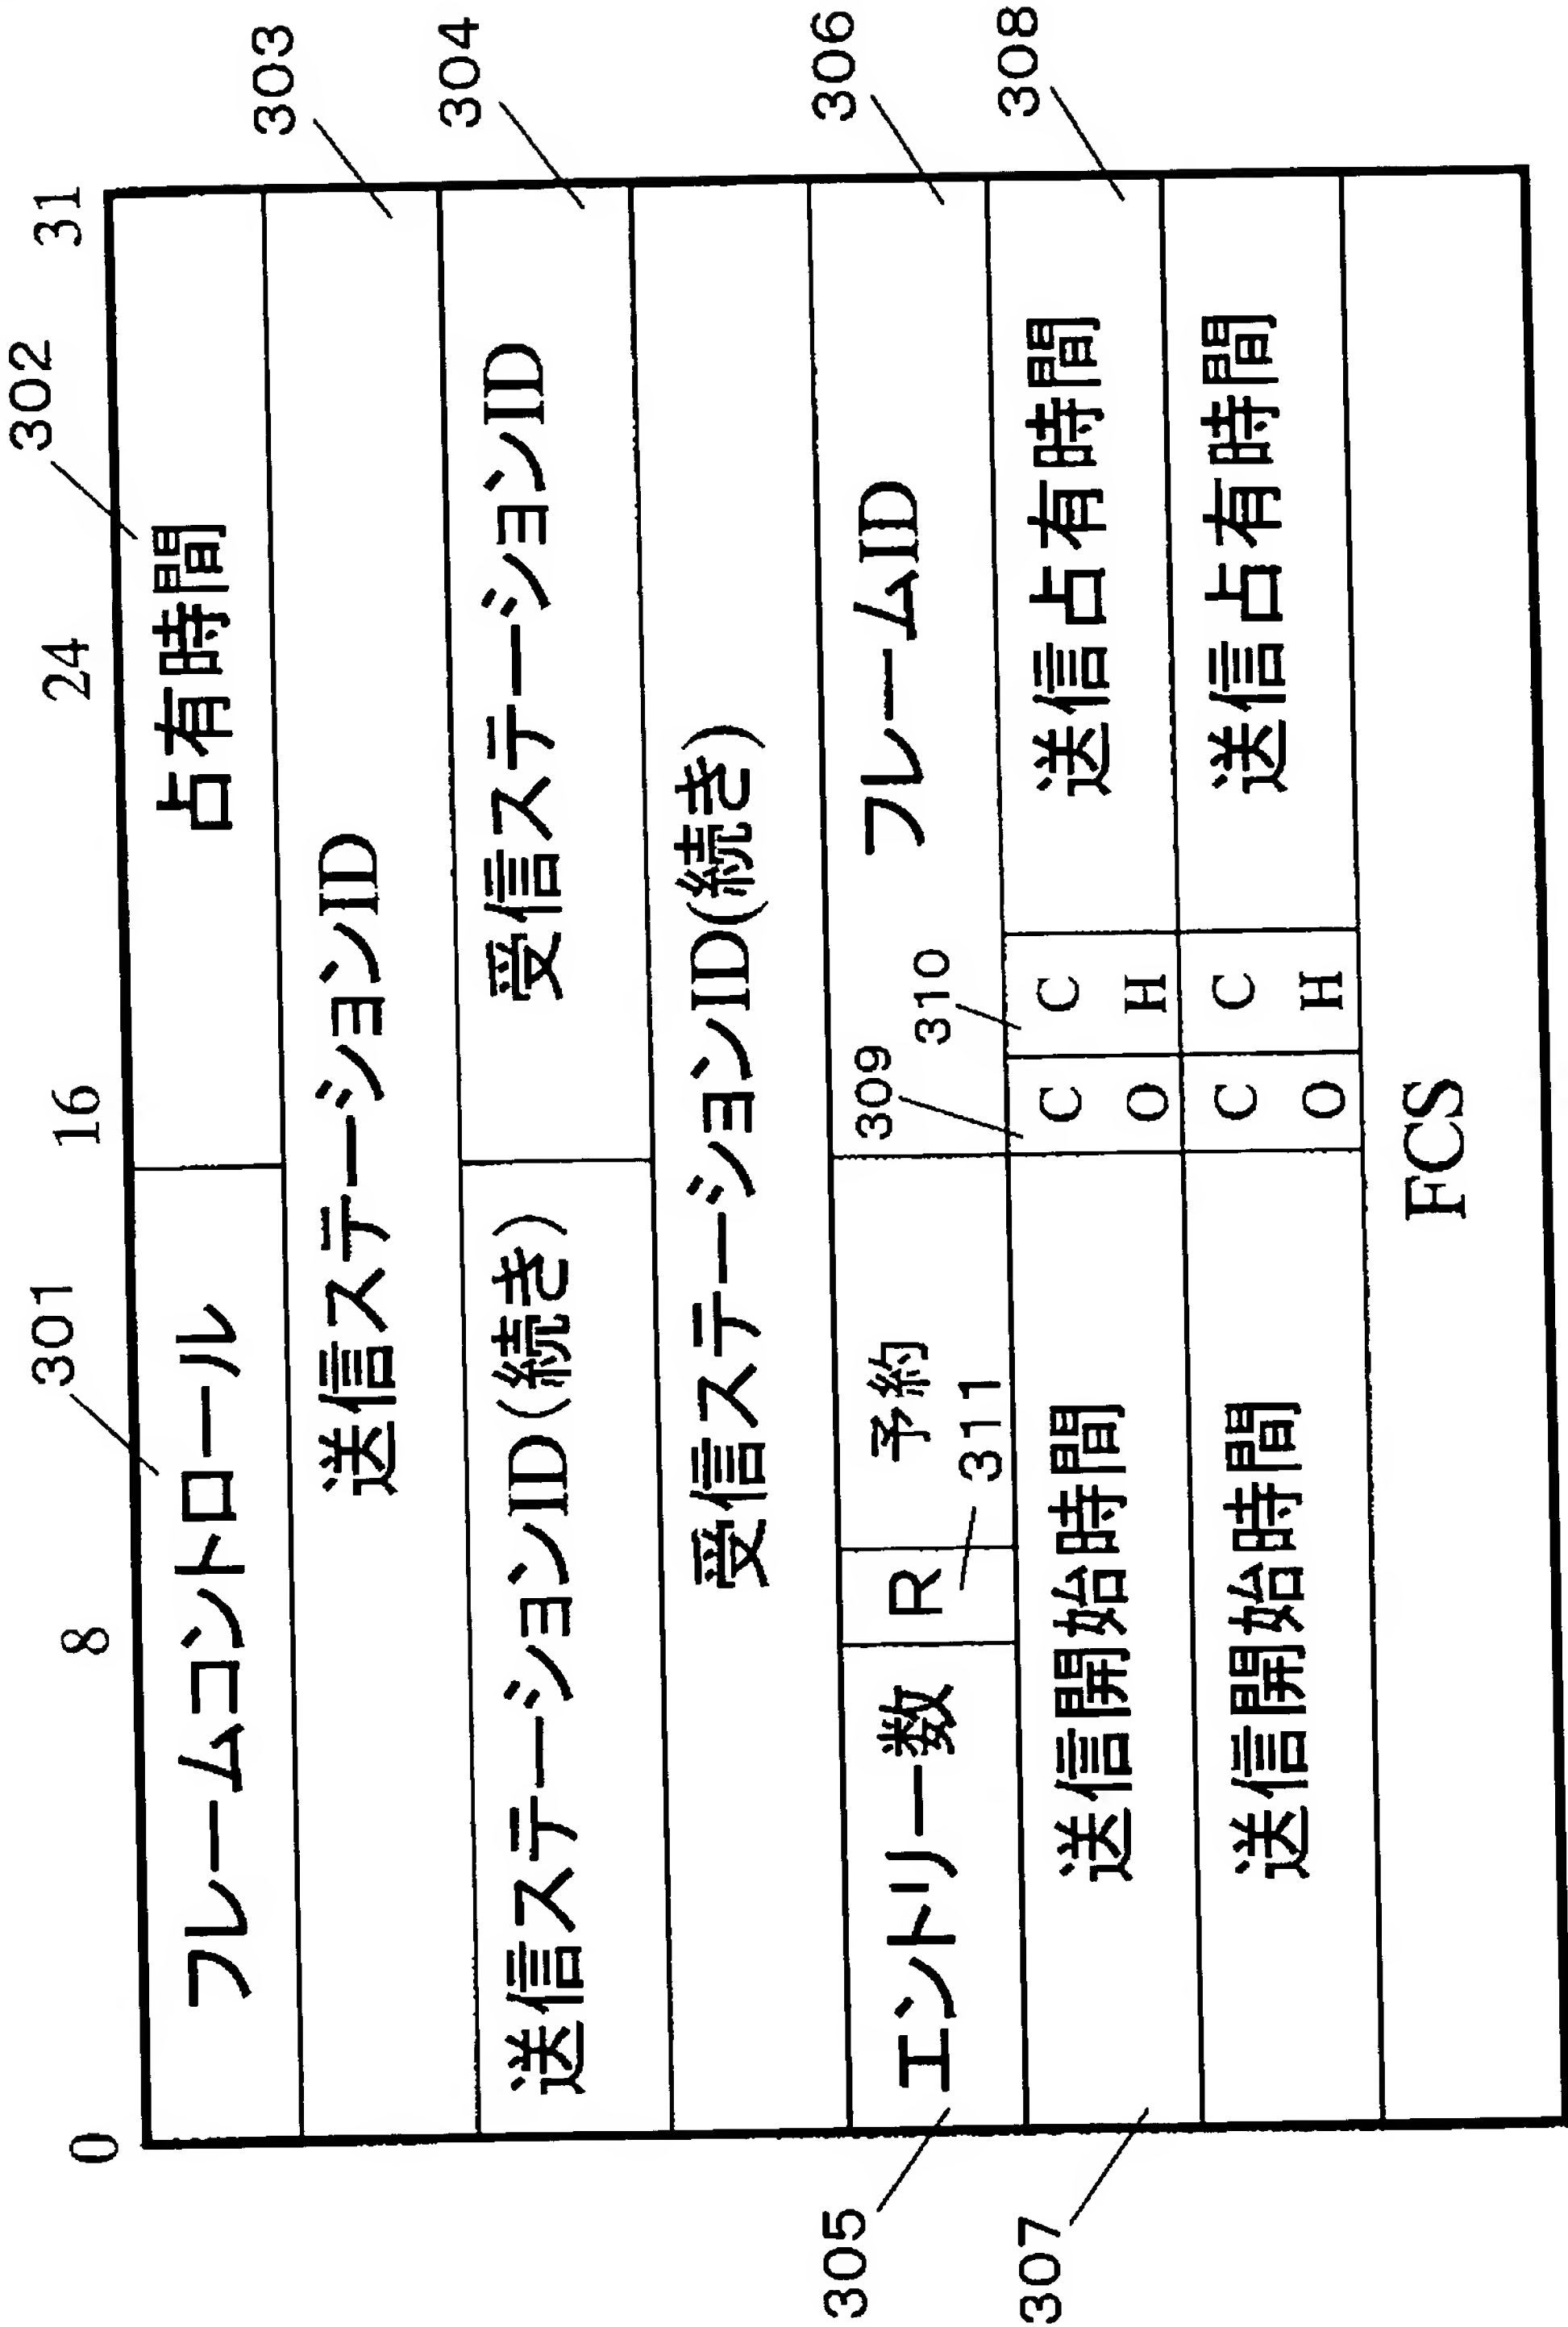 301
302
0
8
16
24
31
フレームコントロール
占有時間
303
送信ステーションID
304
送信ステーションID(続き)
受信ステーションID
受信ステーションID(続き)
305
エントリー数
R
予約
311
309
310
フレームID
306
307
送信開始時間
C O
C H
送信占有時間
308
送信開始時間
C O
C H
送信占有時間
FCS